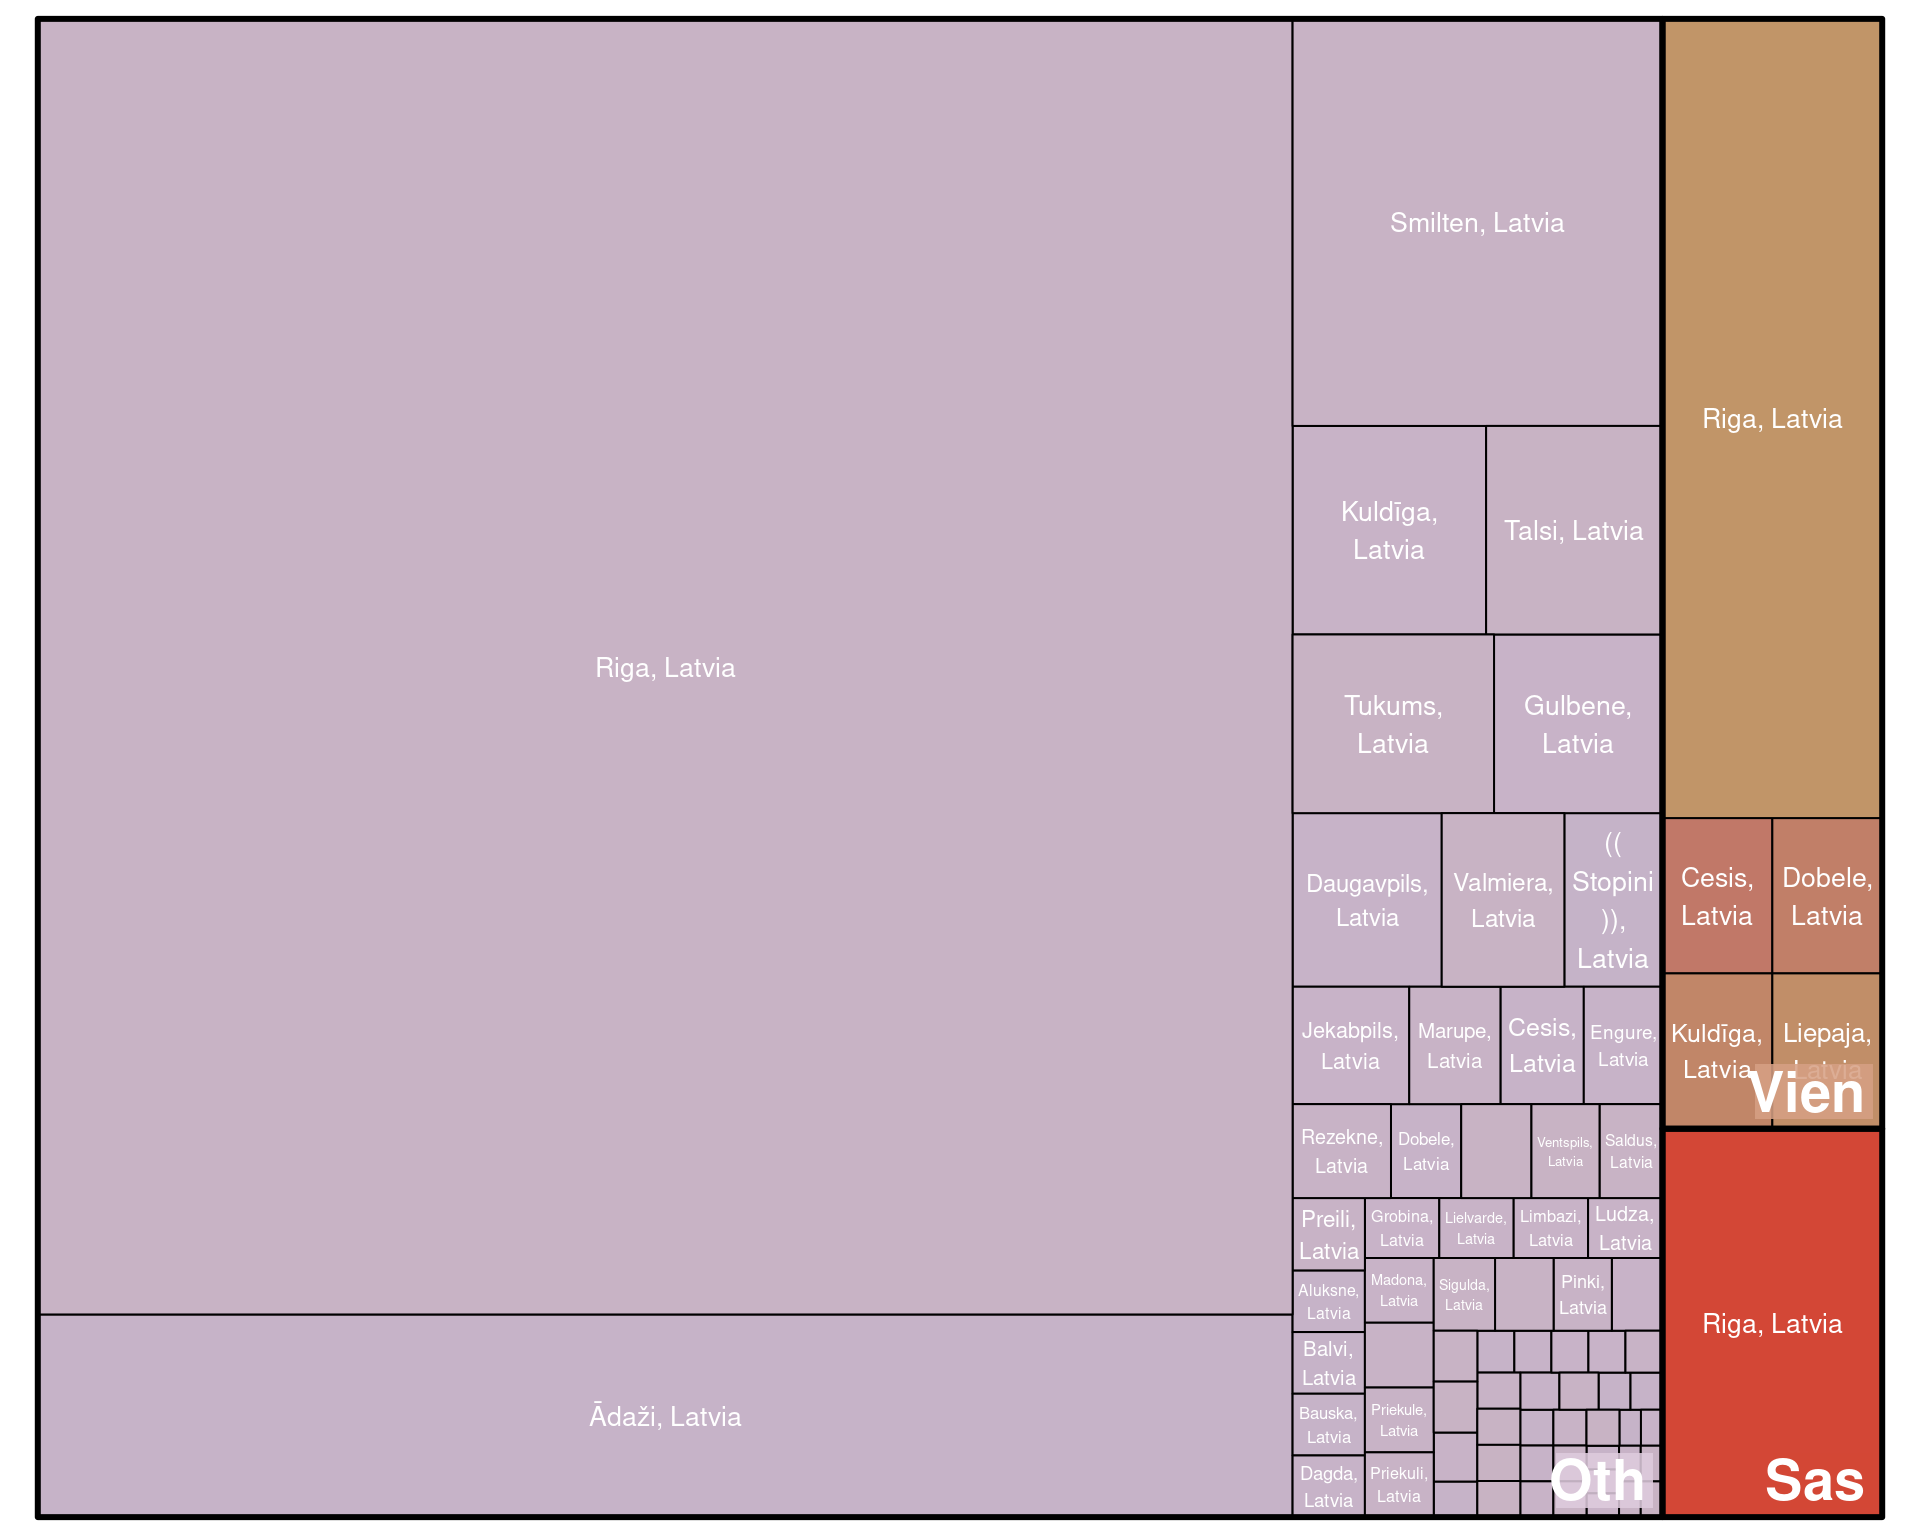 Riga, Latvia
Ādaži, Latvia
Smilten, Latvia
Kuldīga,
Latvia
Talsi, Latvia
Tukums,
Latvia
Gulbene,
Latvia
Daugavpils,
Latvia
Valmiera,
Latvia
((
Stopini
)),
Latvia
Jekabpils,
Latvia
Marupe,
Latvia
Cesis,
Latvia
Engure,
Latvia
Rezekne,
Latvia
Dobele,
Latvia
Ventspils,
Latvia
Saldus,
Latvia
Preili,
Latvia
Grobina,
Latvia
Lielvarde,
Latvia
Limbazi,
Latvia
Ludza,
Latvia
Aluksne,
Latvia
Madona,
Latvia
Sigulda,
Latvia
Pinki,
Latvia
Balvi,
Latvia
Bauska,
Latvia
Priekule,
Latvia
Dagda,
Latvia
Priekuli,
Latvia
Oth
Riga, Latvia
Cesis,
Latvia
Dobele,
Latvia
Kuldīga,
Latvia
Liepaja,
Latvia
Vien
Riga, Latvia
Sas